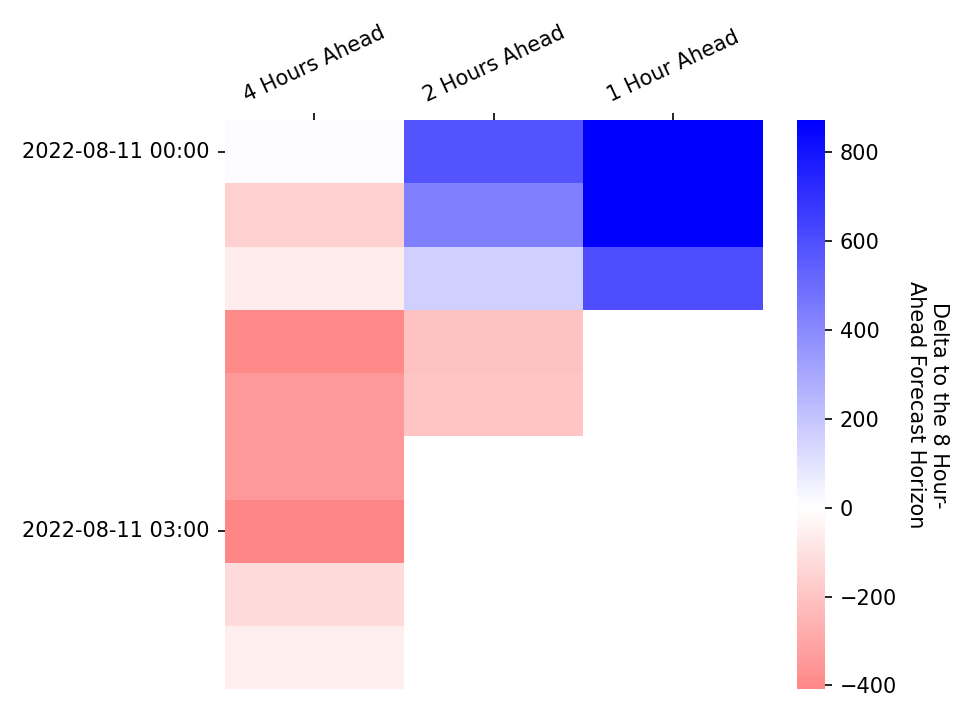 4 Hours Ahead
2 Hours Ahead
1 Hour Ahead
2022-08-11 00:00
2022-08-11 03:00
800
600
400
200
0
−200
−400
Delta to the 8 Hour-
Ahead Forecast Horizon